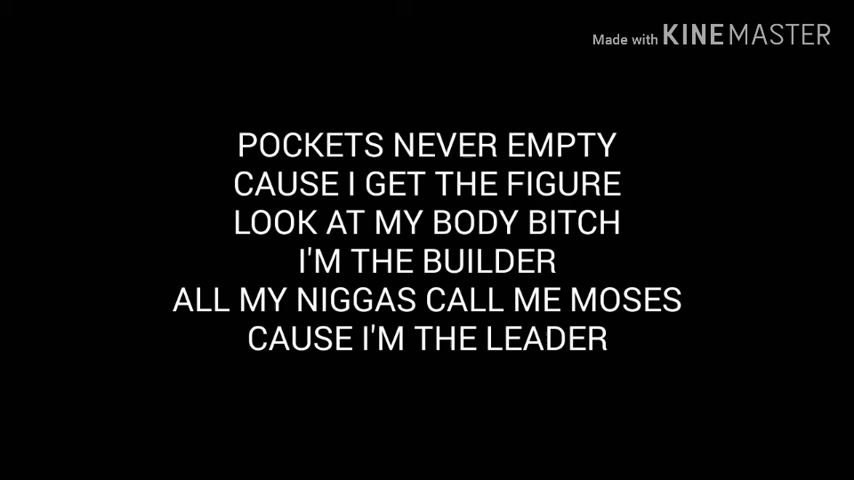 Made with KINEMASTER
POCKETS NEVER EMPTY
CAUSE I GET THE FIGURE
LOOK AT MY BODY BITCH
I'M THE BUILDER
ALL MY NIGGAS CALL ME MOSES
CAUSE I'M THE LEADER